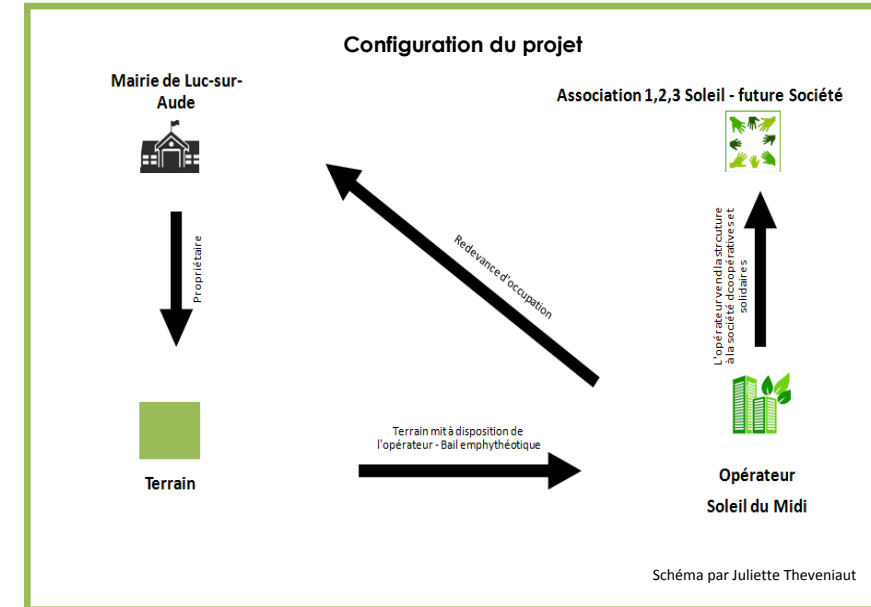 Configuration du projet
Mairie de Luc-sur-
Aude
Association 1,2,3 Soleil - future Société
Propriétaire
Redevance d'occupation
L'opérateur vend la strcuture
à la société dcoopératives et
solidaires
Terrain mit à disposition de
l'opérateur - Bail emphythéotique
Terrain
Opérateur
Soleil du Midi
Schéma par Juliette Theveniaut